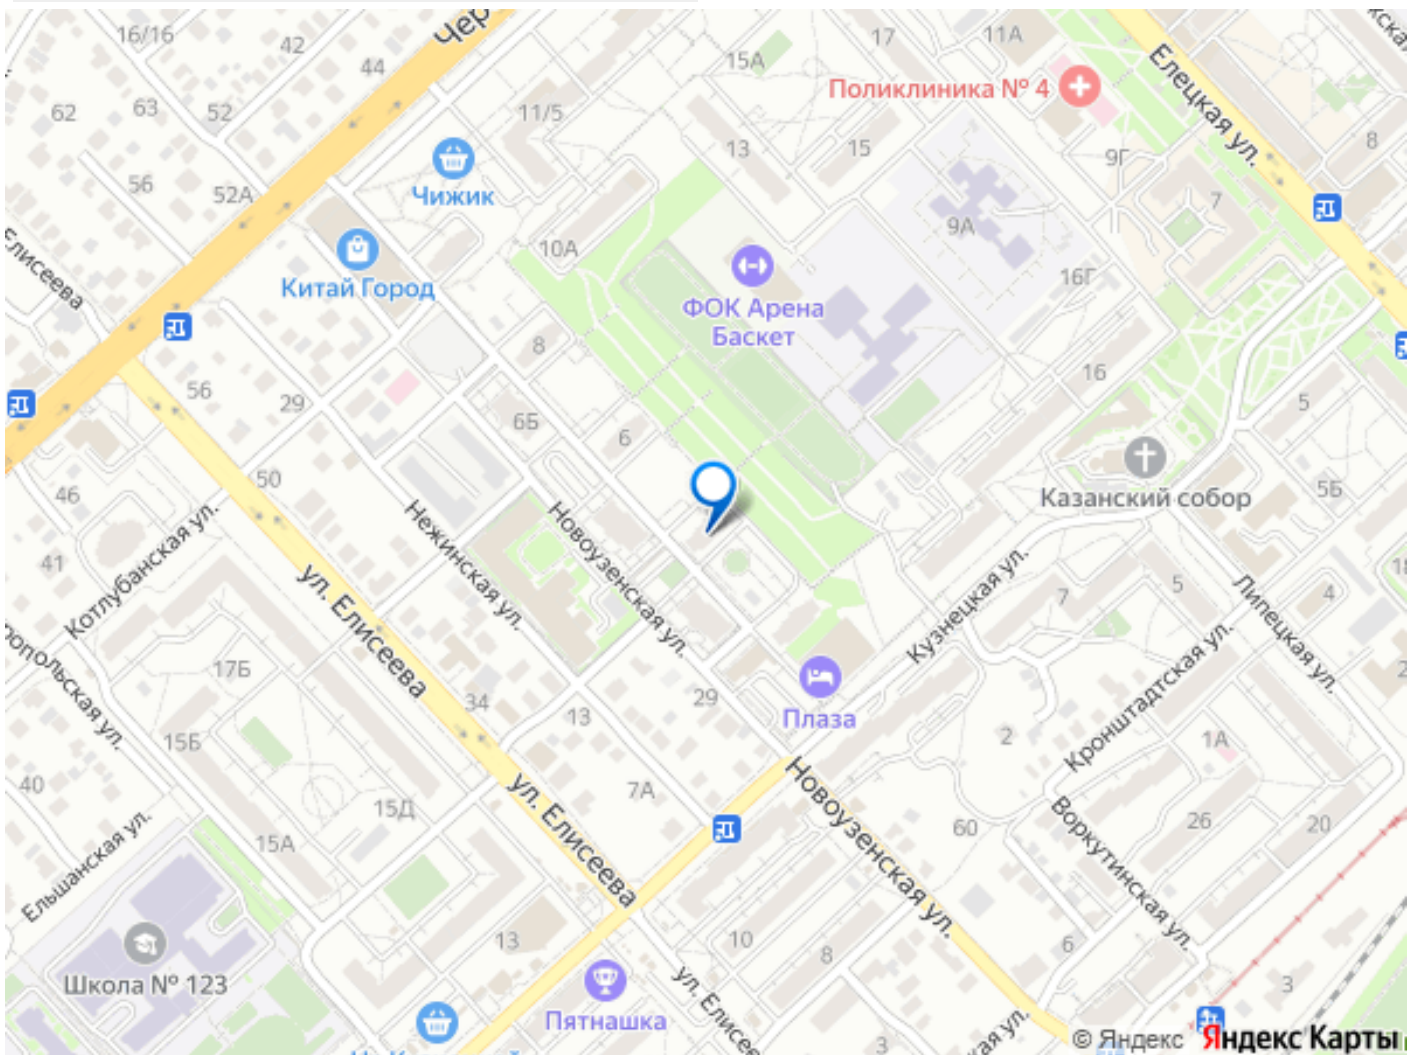 16/16
42
Чер
17
11А
15А
44
Поликлиника № 4
Елецкая ул.
62
63
52
11/5
13
15
9Г
8
56
52А
Чижик
7
Елисеева
10А
9А
Китай Город
16Г
ФОК Арена
Баскет
8
56
29
16
5
6Б
6
50
46
Казанский собор
5Б
Котлубанская ул.
Нежинская ул.
Новоузенская ул.
41
ул. Елисеева
Кузнецкая ул.
7
5
4
Липецкая ул.
Кронштадтская ул.
опольская ул.
17Б
34
13
29
Плаза
2
1А
15Б
40
15Д
7А
Новоузенская ул.
60
Воркутинская ул.
26
20
15А
ул. Елисеева
Ельшанская ул.
13
10
8
6
Школа № 123
Пятнашка
ул. Елисее
3
3
ая ул.
© Яндекс Яндекс Карты